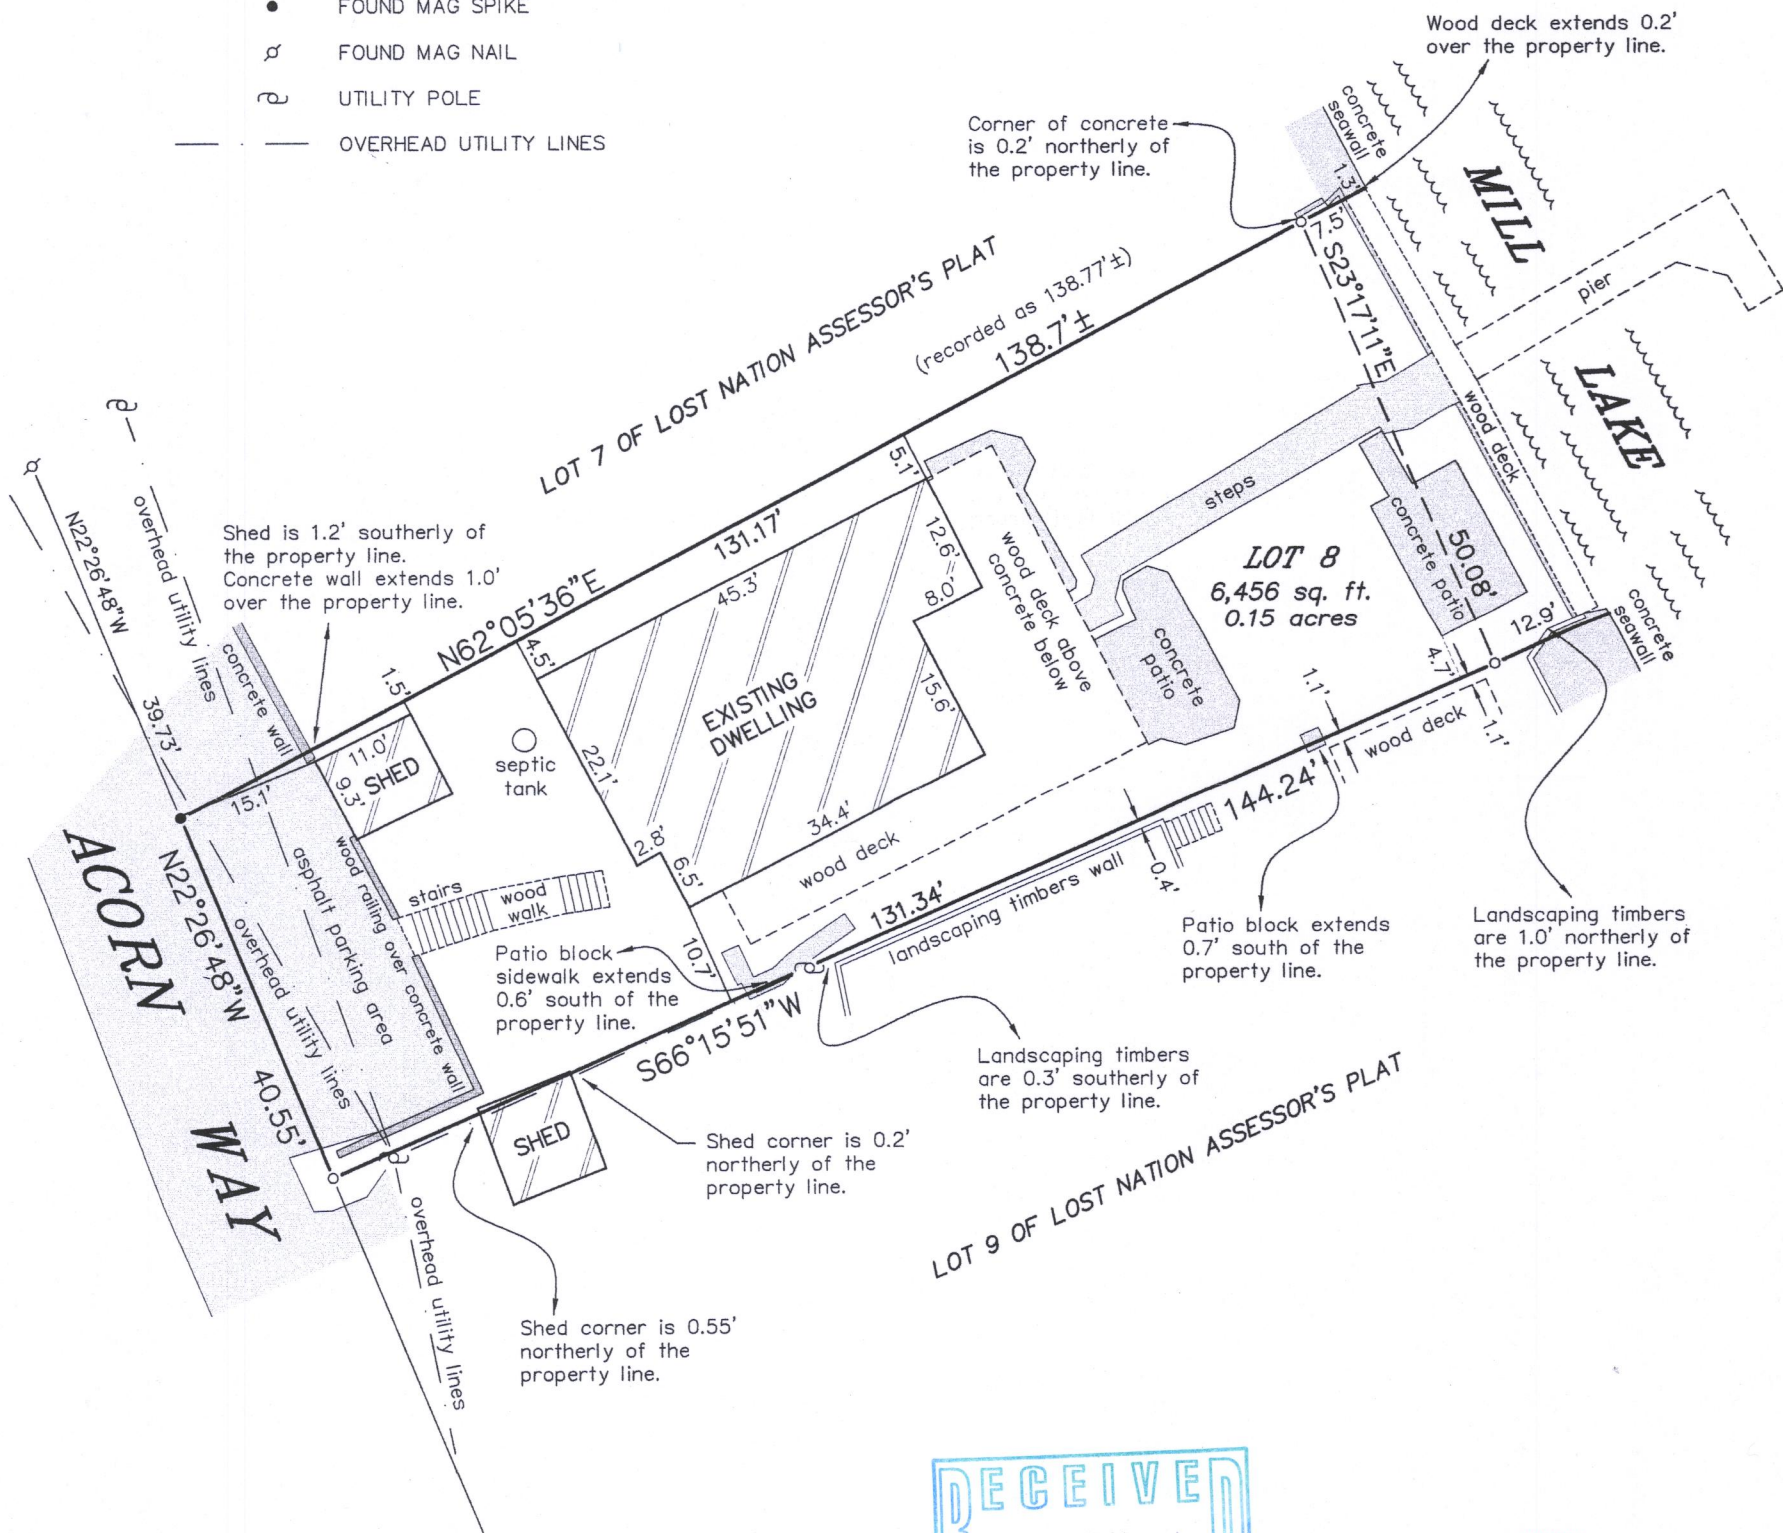 FOUND MAG SPIKE
FOUND MAG NAIL
UTILITY POLE
OVERHEAD UTILITY LINES
Wood deck extends 0.2'
over the property line.
Corner of concrete
is 0.2' northerly of
the property line.
concrete
seawall
1.3'
7.5'
MILL
LAKE
pier
S23°17'11"E
50.08'
wood deck
LOT 7 OF LOST NATION ASSESSOR'S PLAT
(recorded as 138.77'±)
138.7'±
131.17'
N62°05'36"E
5.1'
12.6'
8.0'
15.6'
45.3'
4.5'
22.1'
2.8'
6.5'
34.4'
EXISTING
DWELLING
wood deck above
concrete below
steps
LOT 8
6,456 sq. ft.
0.15 acres
concrete
patio
concrete patio
12.9'
4.7'
concrete
seawall
1.1'
1.1'
wood deck
overhead utility lines
N22°26'48"W
39.73'
Shed is 1.2' southerly of
the property line.
Concrete wall extends 1.0'
over the property line.
concrete wall
1.5'
11.0'
9.3'
SHED
15.1'
septic
tank
wood deck
stairs
wood
walk
wood railing over concrete wall
asphalt parking area
overhead utility lines
N22°26'48"W
40.55'
ACORN
WAY
10.7'
Patio block
sidewalk extends
0.6' south of the
property line.
131.34'
landscaping timbers wall
0.4'
144.24'
S66°15'51"W
Patio block extends
0.7' south of the
property line.
Landscaping timbers
are 1.0' northerly of
the property line.
Landscaping timbers
are 0.3' southerly of
the property line.
SHED
Shed corner is 0.2'
northerly of the
property line.
Shed corner is 0.55'
northerly of the
property line.
overhead utility lines
LOT 9 OF LOST NATION ASSESSOR'S PLAT
RECEIVED